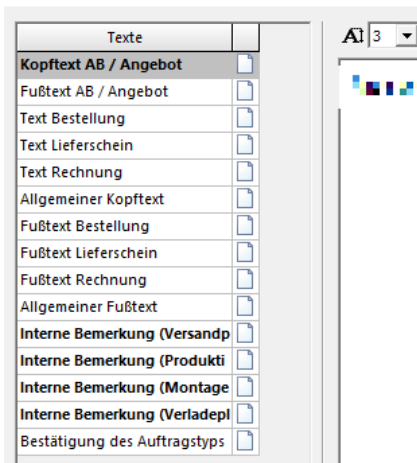 Texte
3
Kopftext AB / Angebot
Fußtext AB / Angebot
Text Bestellung
Text Lieferschein
Text Rechnung
Allgemeiner Kopftext
Fußtext Bestellung
Fußtext Lieferschein
Fußtext Rechnung
Allgemeiner Fußtext
Interne Bemerkung (Versandp
Interne Bemerkung (Produkti
Interne Bemerkung (Montage
Interne Bemerkung (Verladepl
Bestätigung des Auftragstyps